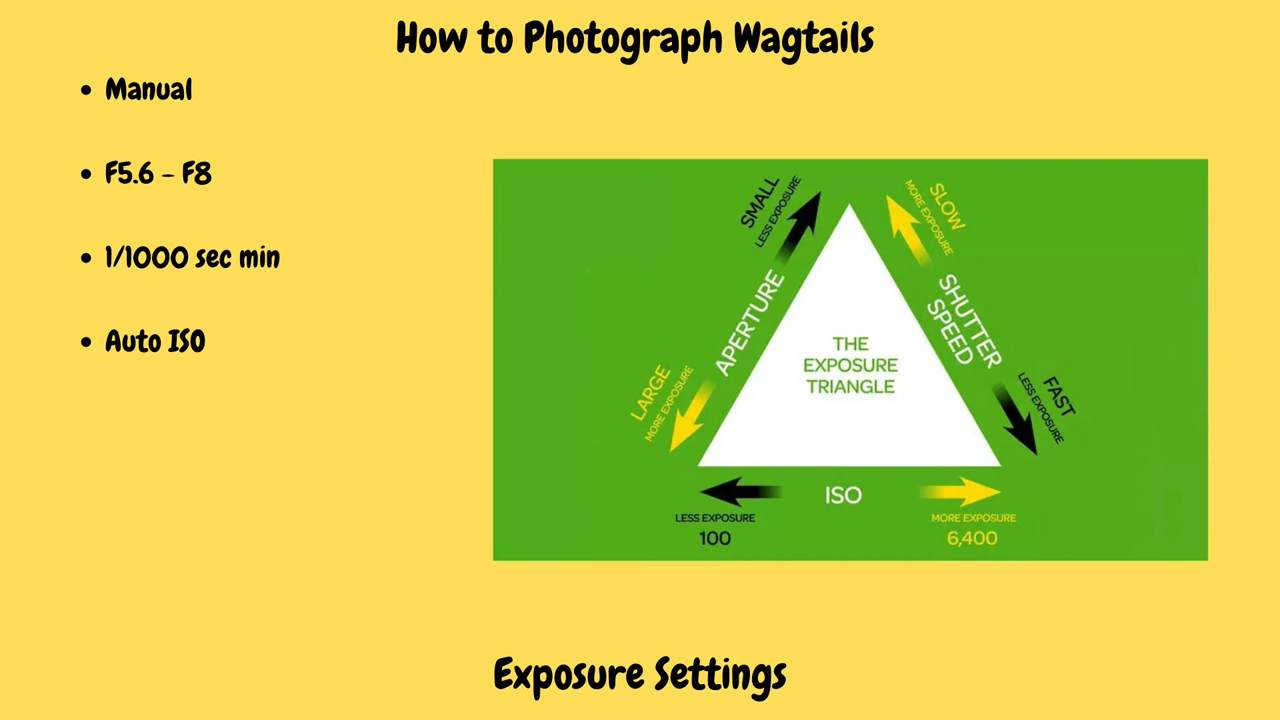 How to Photograph Wagtails
• Manual
• F5.6 - F8
• 1/1000 sec min
• Auto ISO
SMALL
LESS EXPOSURE
APERTURE
LARGE
MORE EXPOSURE
SLOW
MORE EXPOSURE
SHUTTER
SPEED
FAST
LESS EXPOSURE
THE
EXPOSURE
TRIANGLE
ISO
LESS EXPOSURE
100
MORE EXPOSURE
6,400
Exposure Settings